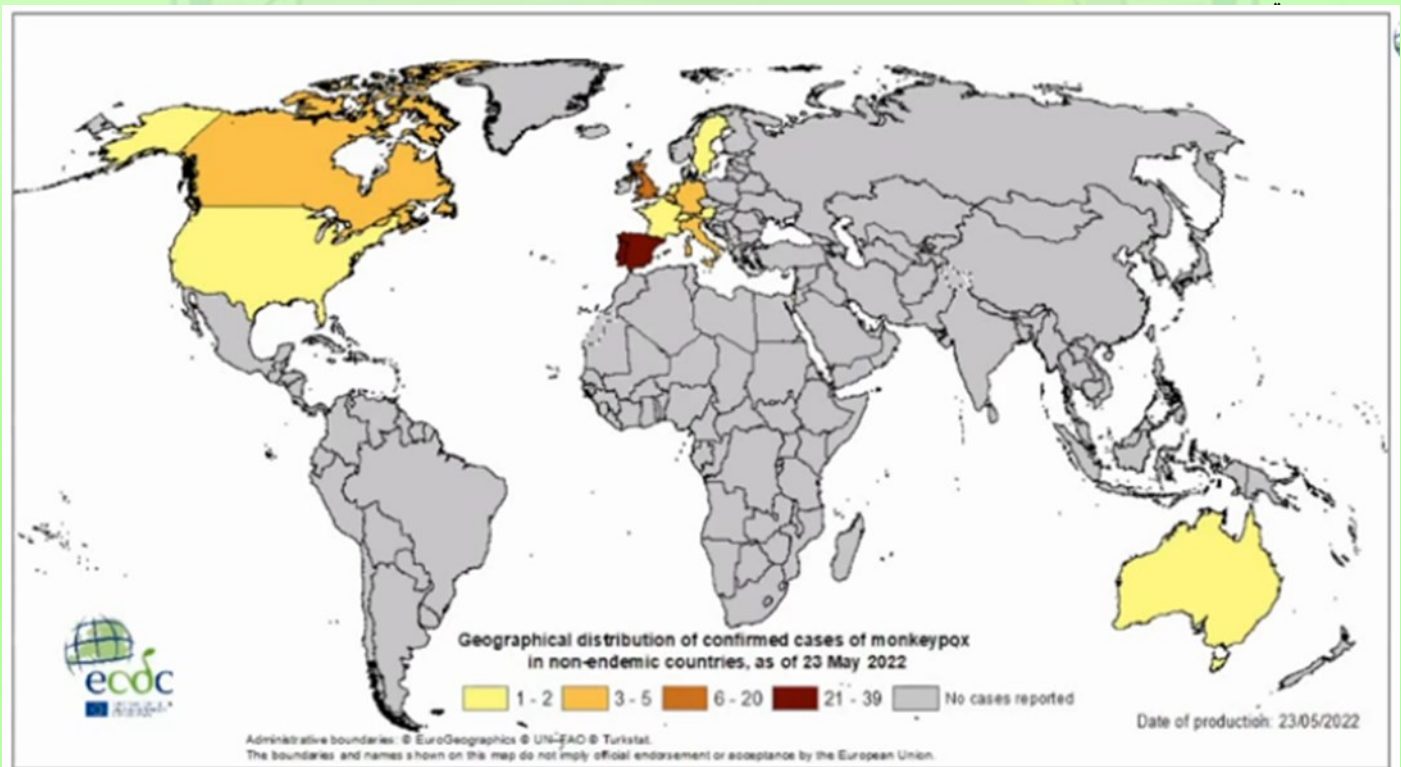 Geographical distribution of confirmed cases of monkeypox
in non-endemic countries, as of 23 May 2022
1 - 2
3 - 5
6 - 20
21 - 39
No cases reported
ecdc
Date of production: 23/05/2022
Administrative boundaries: © EuroGeographics © UN-FAO © Turkstat.
The boundaries and names shown on this map do not imply official endorsement or acceptance by the European Union.